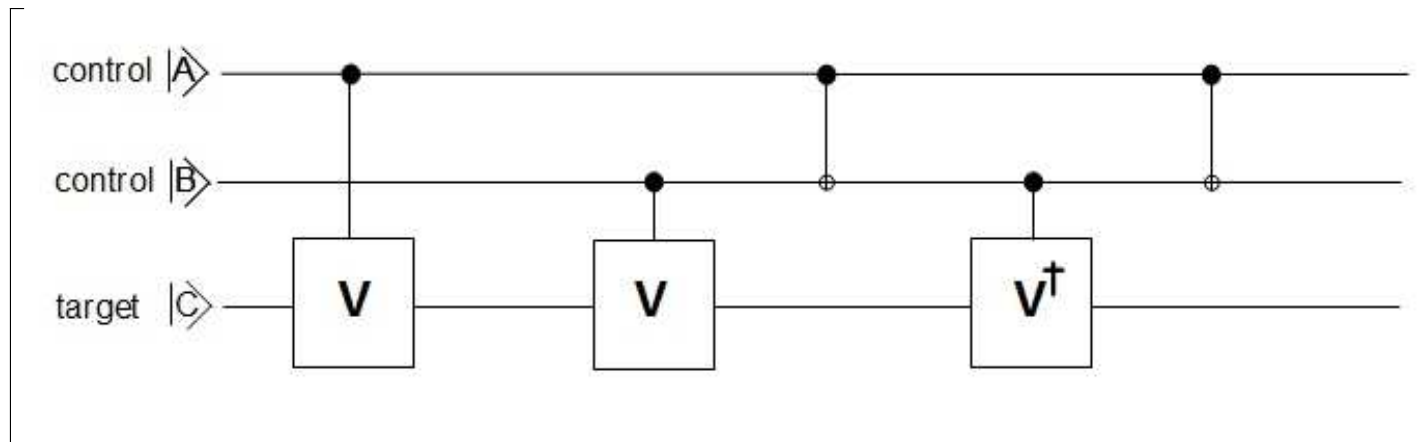 control |A>
control |B>
target |C>
V
V
V†